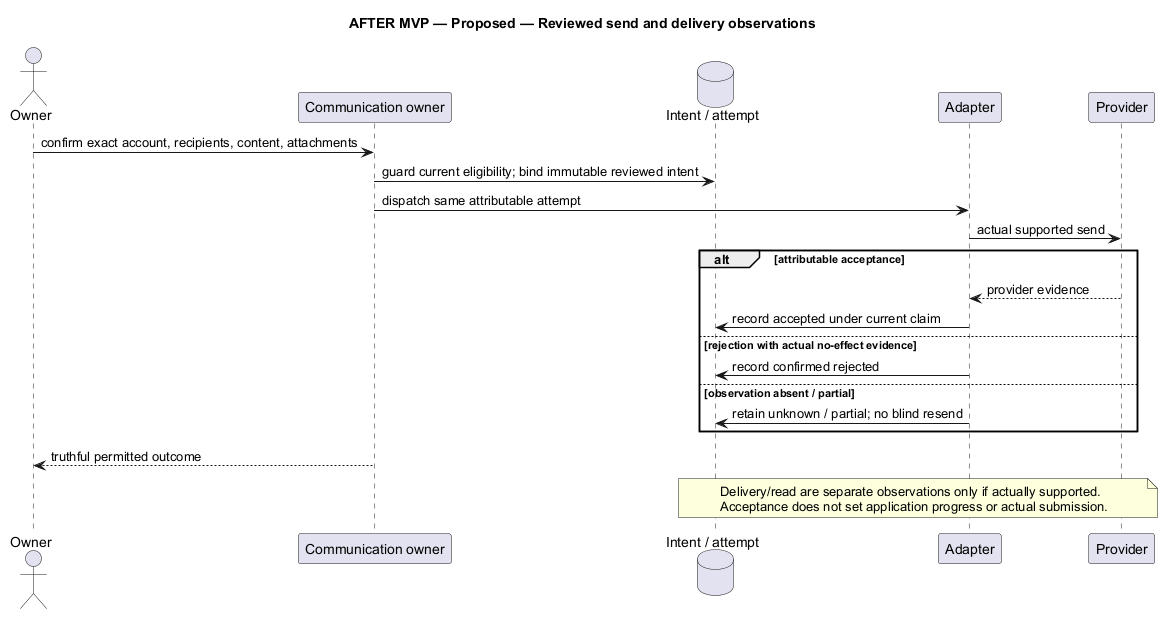 AFTER MVP — Proposed — Reviewed send and delivery observations
Owner
Communication owner
Intent / attempt
Adapter
Provider
confirm exact account, recipients, content, attachments
guard current eligibility; bind immutable reviewed intent
dispatch same attributable attempt
actual supported send
alt
[attributable acceptance]
provider evidence
record accepted under current claim
[rejection with actual no-effect evidence]
record confirmed rejected
[observation absent / partial]
retain unknown / partial; no blind resend
truthful permitted outcome
Delivery/read are separate observations only if actually supported.
Acceptance does not set application progress or actual submission.
Owner
Communication owner
Intent / attempt
Adapter
Provider